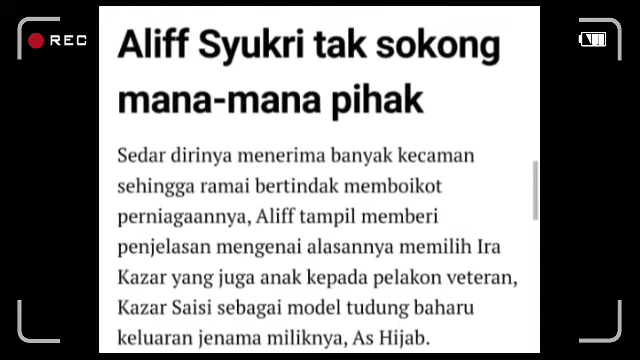 REC
Aliff Syukri tak sokong
mana-mana pihak
Sedar dirinya menerima banyak kecaman
sehingga ramai bertindak memboikot
perniagaannya, Aliff tampil memberi
penjelasan mengenai alasannya memilih Ira
Kazar yang juga anak kepada pelakon veteran,
Kazar Saisi sebagai model tudung baharu
keluaran jenama miliknya, As Hijab.